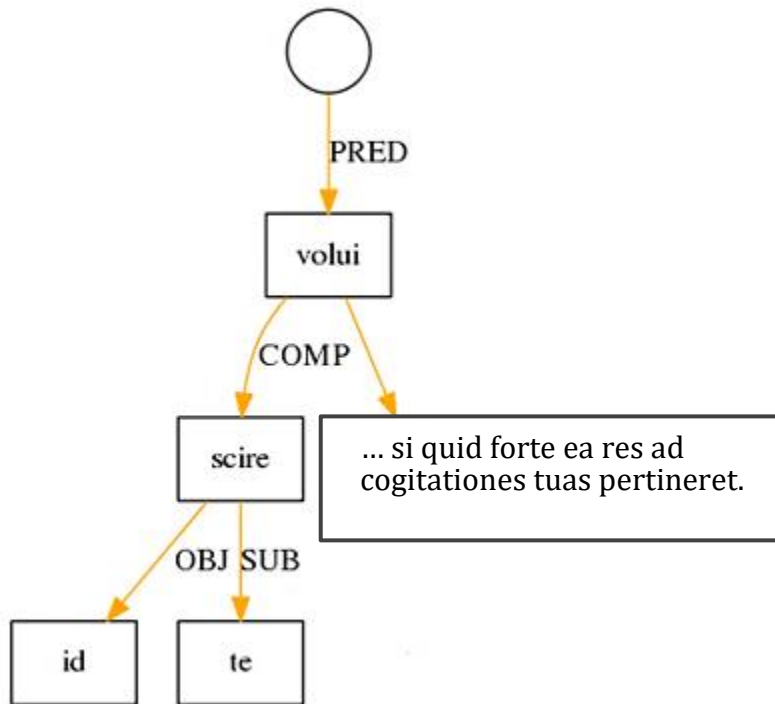 PRED
volui
COMP
scire
… si quid forte ea res ad
cogitationes tuas pertineret.
OBJ SUB
id
te